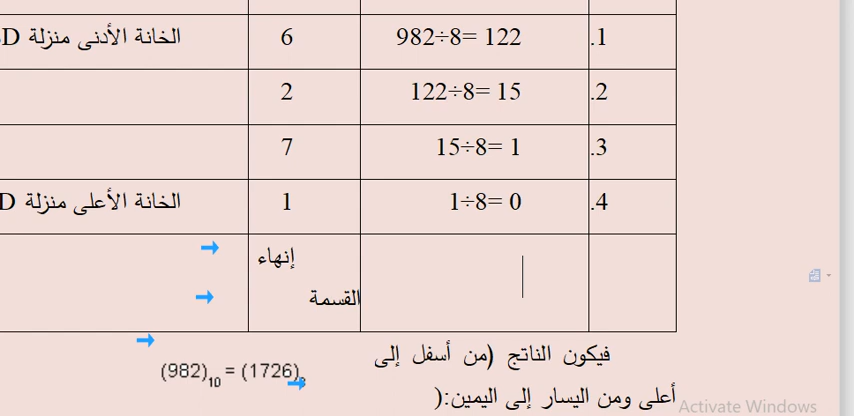 .1 982÷8= 122 6 الخانة الأدنى منزلة D
.2 122÷8= 15 2
.3 15÷8= 1 7
.4 1÷8= 0 1 الخانة الأعلى منزلة D
إنهاء
القسمة
فيكون الناتج (من أسفل إلى
أعلى ومن اليسار إلى اليمين:(
(982)₁₀ = (1726)₈
Activate Windows